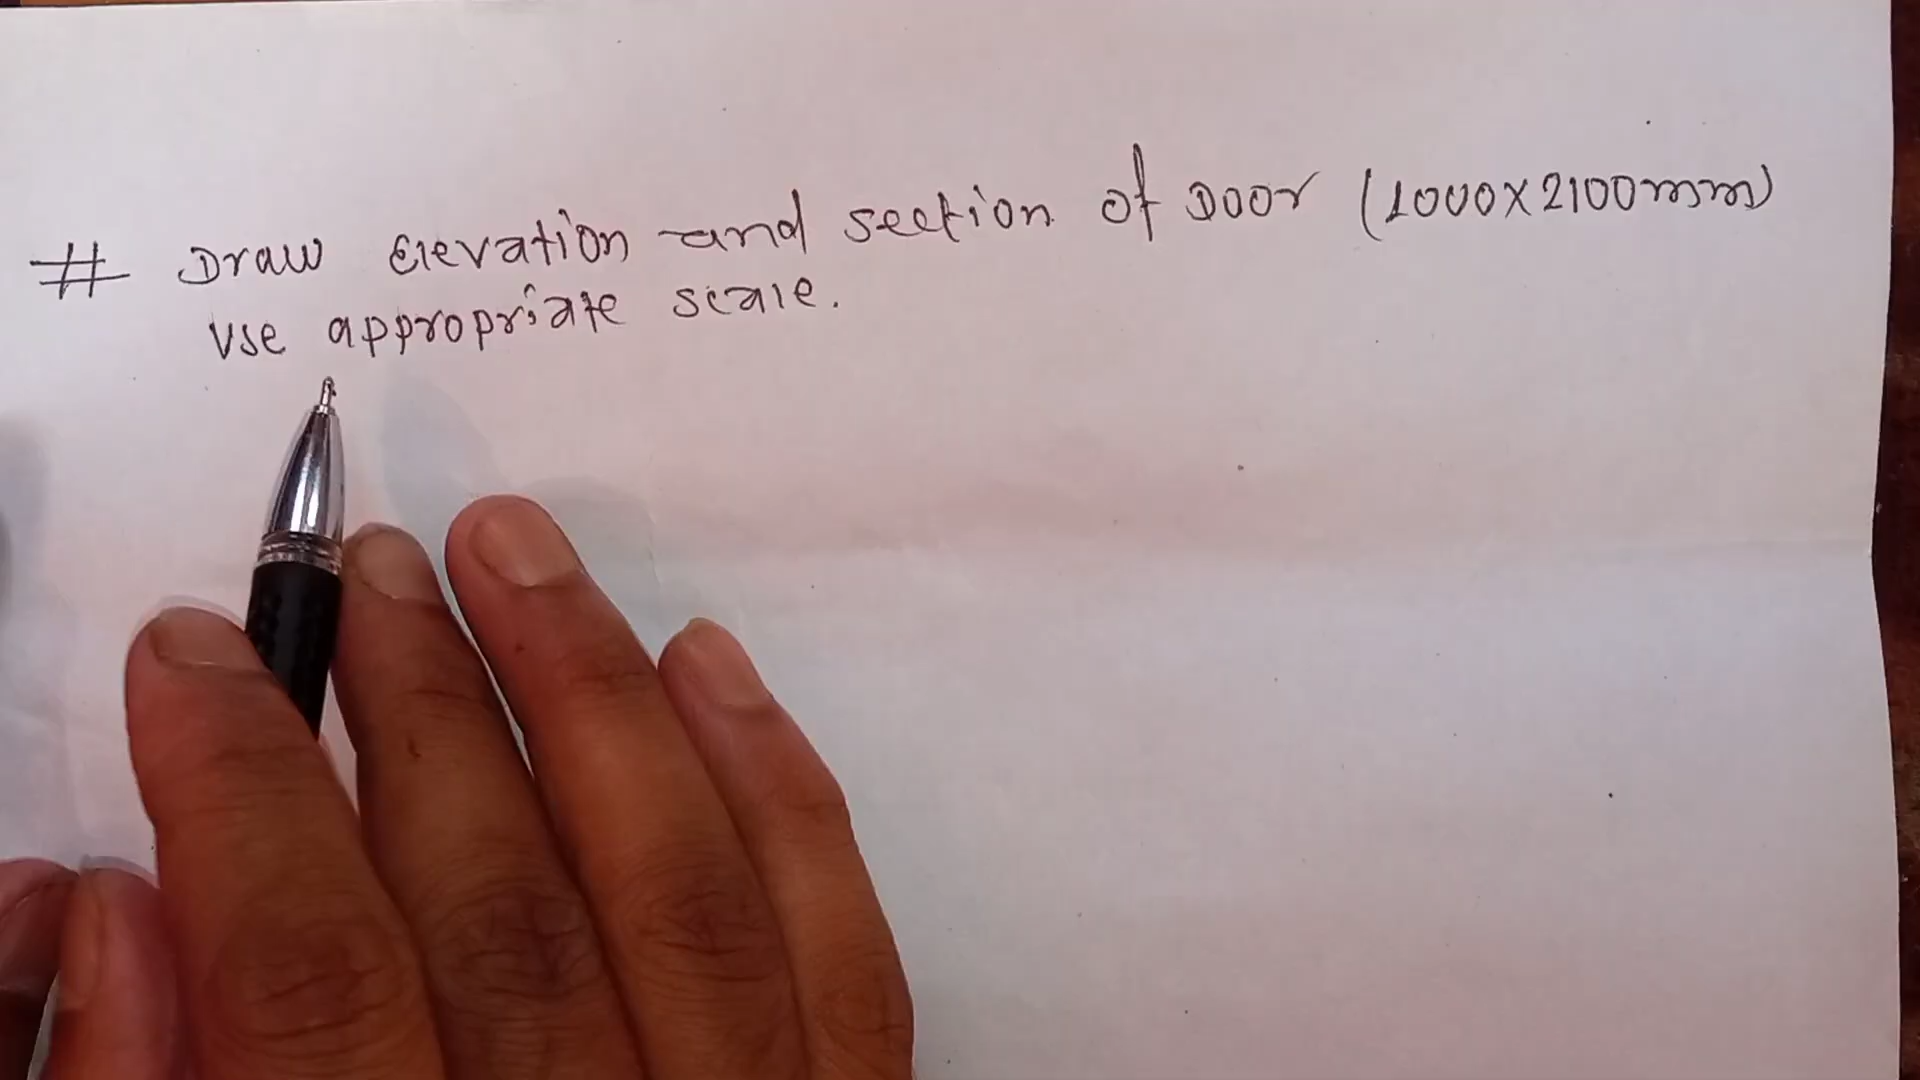 # Draw Elevation and section of Door (1000x2100mm)
Use appropriate scale.